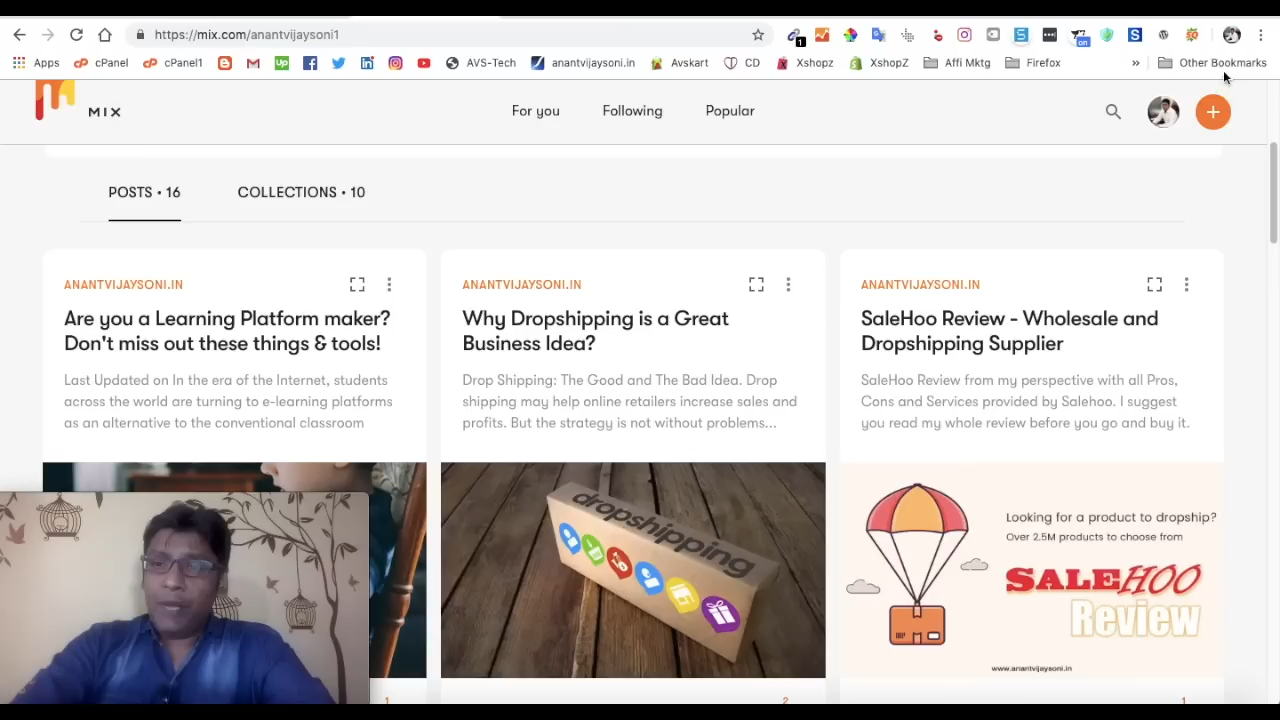 https://mix.com/anantvijaysoni1
1
on
Apps cPanel cPanel1 AVS-Tech anantvijaysoni.in Avskart CD Xshopz XshopZ Affi Mktg Firefox » Other Bookmarks
MIX For you Following Popular
POSTS • 16 COLLECTIONS • 10
ANANTVIJAYSONI.IN
Are you a Learning Platform maker?
Don't miss out these things & tools!
Last Updated on In the era of the Internet, students
across the world are turning to e-learning platforms
as an alternative to the conventional classroom
1
ANANTVIJAYSONI.IN
Why Dropshipping is a Great
Business Idea?
Drop Shipping: The Good and The Bad Idea. Drop
shipping may help online retailers increase sales and
profits. But the strategy is not without problems...
dropshipping
2
ANANTVIJAYSONI.IN
SaleHoo Review - Wholesale and
Dropshipping Supplier
SaleHoo Review from my perspective with all Pros,
Cons and Services provided by Salehoo. I suggest
you read my whole review before you go and buy it.
Looking for a product to dropship?
Over 2.5M products to choose from
SALEHOO
Review
www.anantvijaysoni.in
1